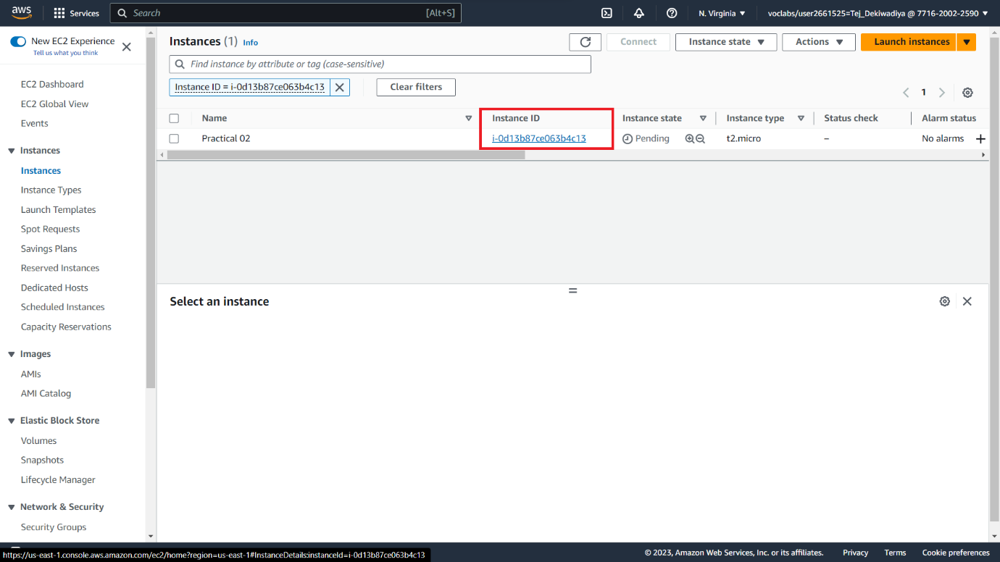 aws
Services
Search
[Alt+S]
N. Virginia
voclabs/user2661525=Tej_Dekiwadiya @ 7716-2002-2590
New EC2 Experience
Tell us what you think
EC2 Dashboard
EC2 Global View
Events
Instances
Instances
Instance Types
Launch Templates
Spot Requests
Savings Plans
Reserved Instances
Dedicated Hosts
Scheduled Instances
Capacity Reservations
Images
AMIs
AMI Catalog
Elastic Block Store
Volumes
Snapshots
Lifecycle Manager
Network & Security
Security Groups
Instances (1) Info
Connect
Instance state
Actions
Launch instances
Find instance by attribute or tag (case-sensitive)
Instance ID = i-0d13b87ce063b4c13
Clear filters
1
Name Instance ID Instance state Instance type Status check Alarm status
Practical 02 i-0d13b87ce063b4c13 Pending t2.micro – No alarms
Select an instance
https://us-east-1.console.aws.amazon.com/ec2/home?region=us-east-1#InstanceDetails:instanceId=i-0d13b87ce063b4c13
© 2023, Amazon Web Services, Inc. or its affiliates.
Privacy
Terms
Cookie preferences